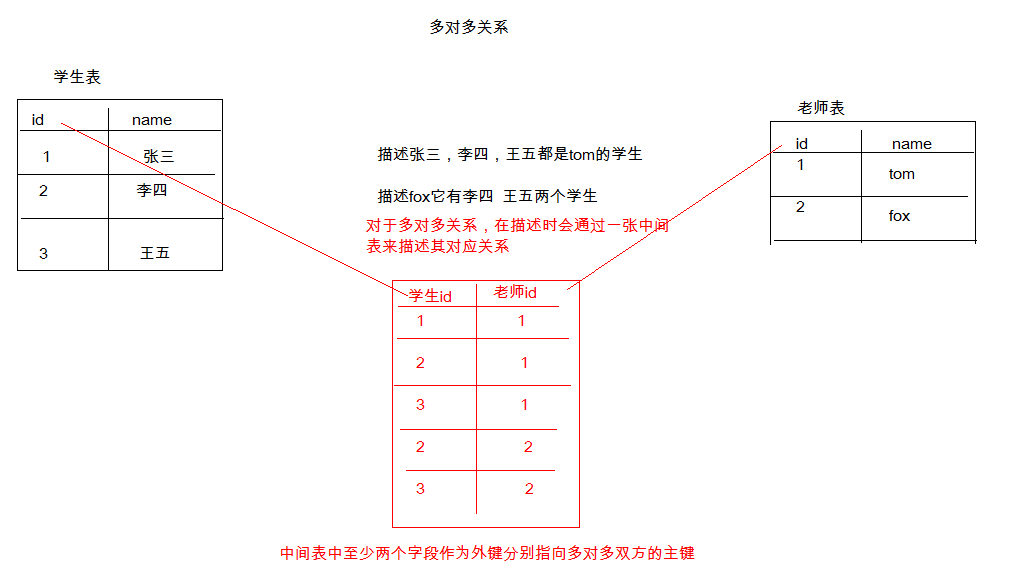 多对多关系
学生表
id name
1 张三
2 李四
3 王五
描述张三，李四，王五都是tom的学生
描述fox它有李四 王五两个学生
对于多对多关系，在描述时会通过一张中间
表来描述其对应关系
老师表
id name
1 tom
2 fox
学生id 老师id
1 1
2 1
3 1
2 2
3 2
中间表中至少两个字段作为外键分别指向多对多双方的主键